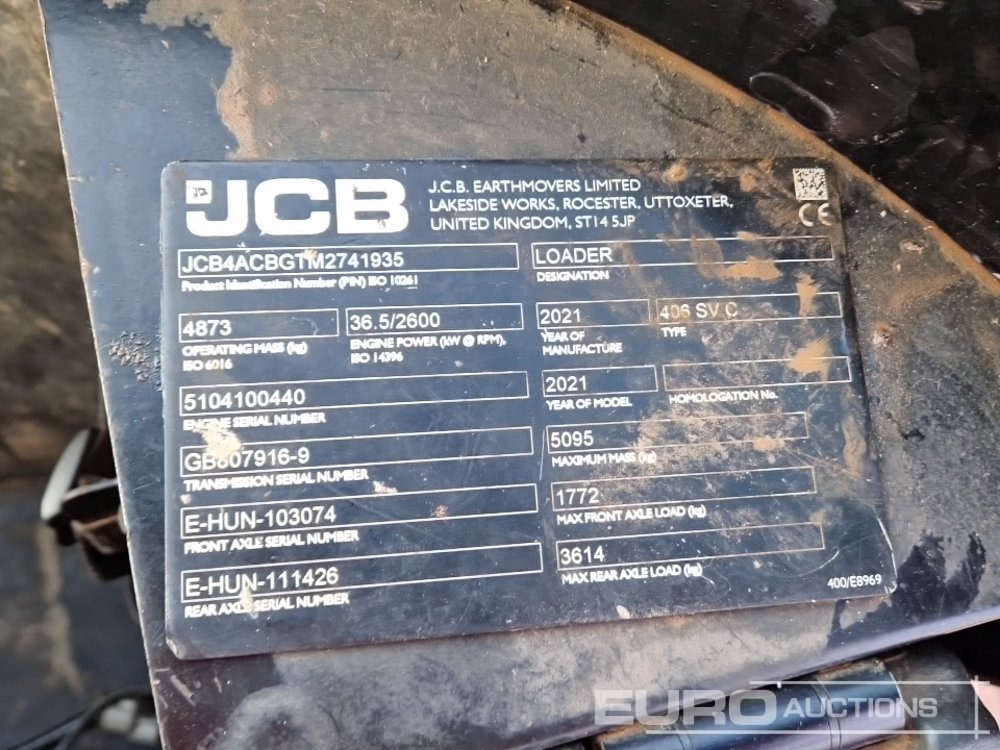 JCB
J.C.B. EARTHMOVERS LIMITED
LAKESIDE WORKS, ROCESTER, UTTOXETER,
UNITED KINGDOM, ST14 5JP
CE
JCB4ACBGTM2741935
Product Identification Number (PIN) ISO 10261
LOADER
DESIGNATION
4873
OPERATING MASS (kg)
ISO 6016
36.5/2600
ENGINE POWER (kW @ RPM),
ISO 14396
2021
YEAR OF
MANUFACTURE
406 SV C
TYPE
5104100440
ENGINE SERIAL NUMBER
2021
YEAR OF MODEL
HOMOLOGATION No.
GB807916-9
TRANSMISSION SERIAL NUMBER
5095
MAXIMUM MASS (kg)
E-HUN-103074
FRONT AXLE SERIAL NUMBER
1772
MAX FRONT AXLE LOAD (kg)
E-HUN-111426
REAR AXLE SERIAL NUMBER
3614
MAX REAR AXLE LOAD (kg)
400/E8969
EURO AUCTIONS